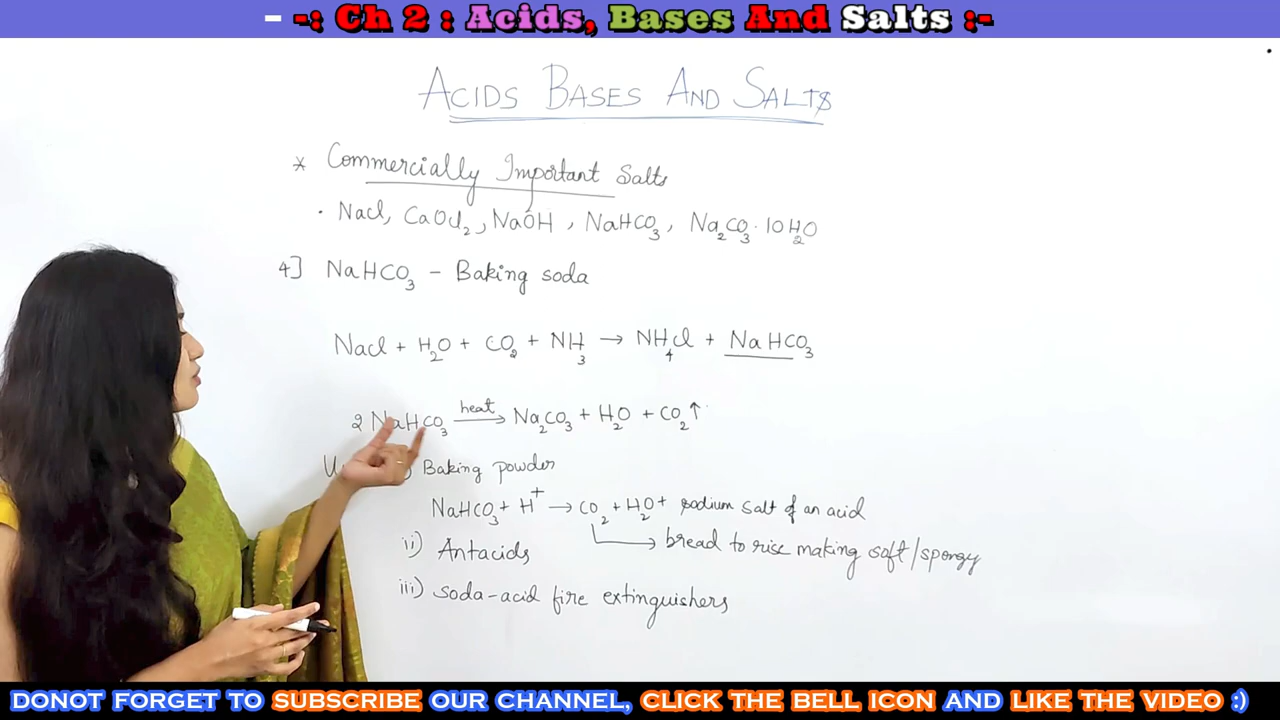 - -: Ch 2 : Acids, Bases And Salts :-
ACIDS BASES AND SALTS
* Commercially Important Salts
· NaCl, CaOCl₂, NaOH, NaHCO₃, Na₂CO₃·10H₂O
4] NaHCO₃ - Baking soda
NaCl + H₂O + CO₂ + NH₃ → NH₄Cl + NaHCO₃
2 NaHCO₃ heat→ Na₂CO₃ + H₂O + CO₂↑
Baking powder
NaHCO₃ + H⁺ → CO₂ + H₂O + sodium salt of an acid
→ bread to rise making soft/spongy
ii) Antacids
iii) soda-acid fire extinguishers
DONOT FORGET TO SUBSCRIBE OUR CHANNEL, CLICK THE BELL ICON AND LIKE THE VIDEO :)